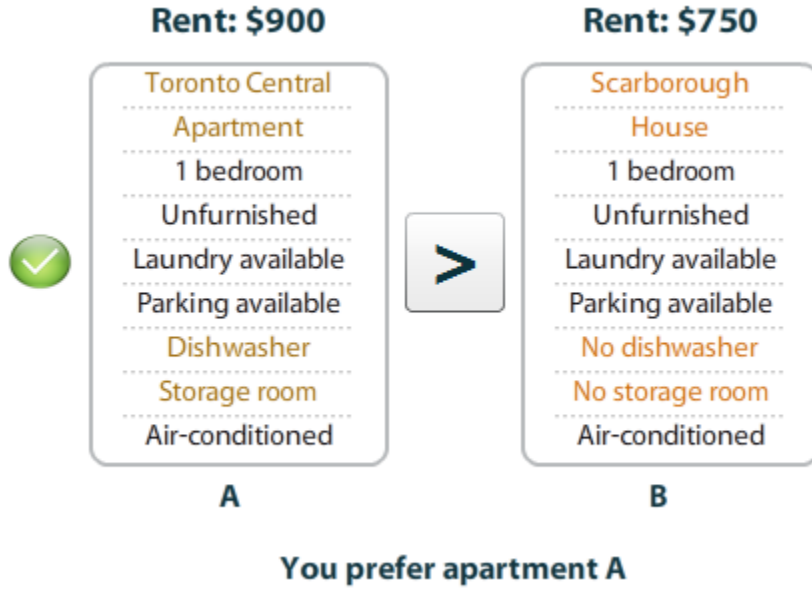 Rent: $900
Toronto Central
Apartment
1 bedroom
Unfurnished
Laundry available
Parking available
Dishwasher
Storage room
Air-conditioned
A
>
Rent: $750
Scarborough
House
1 bedroom
Unfurnished
Laundry available
Parking available
No dishwasher
No storage room
Air-conditioned
B
You prefer apartment A